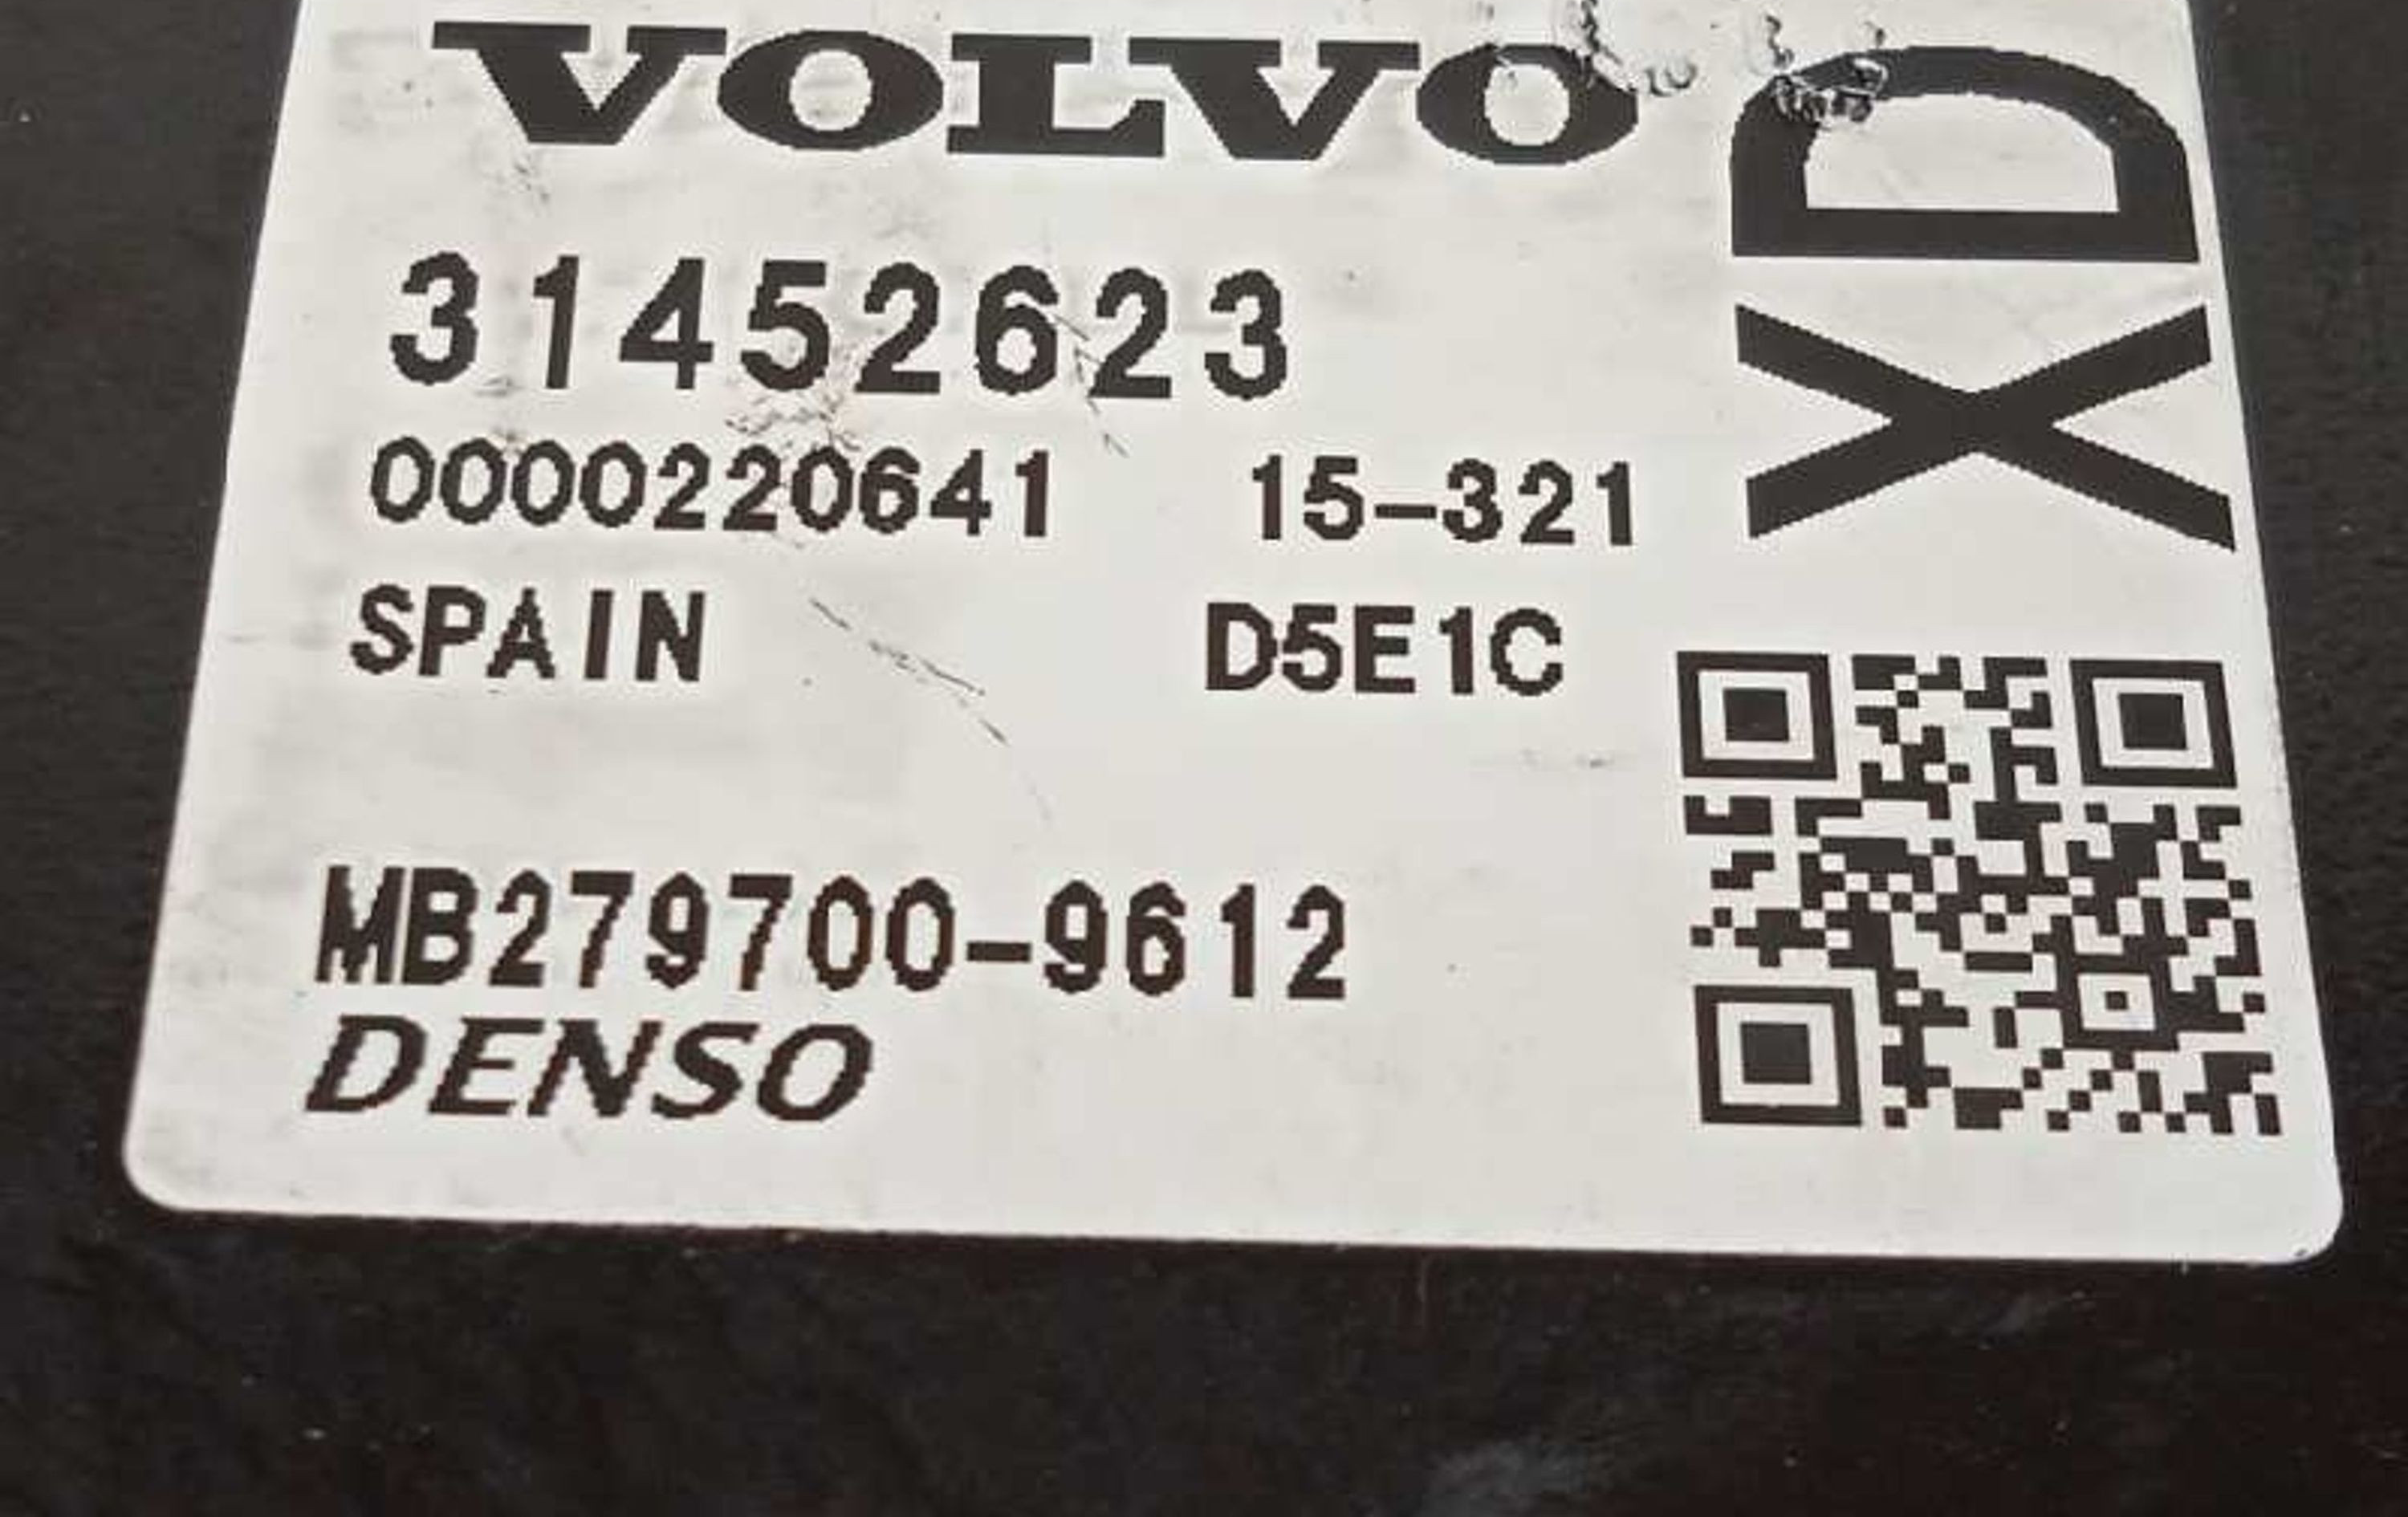 VOLVO
XD
31452623
0000220641 15-321
SPAIN D5E1C
MB279700-9612
DENSO